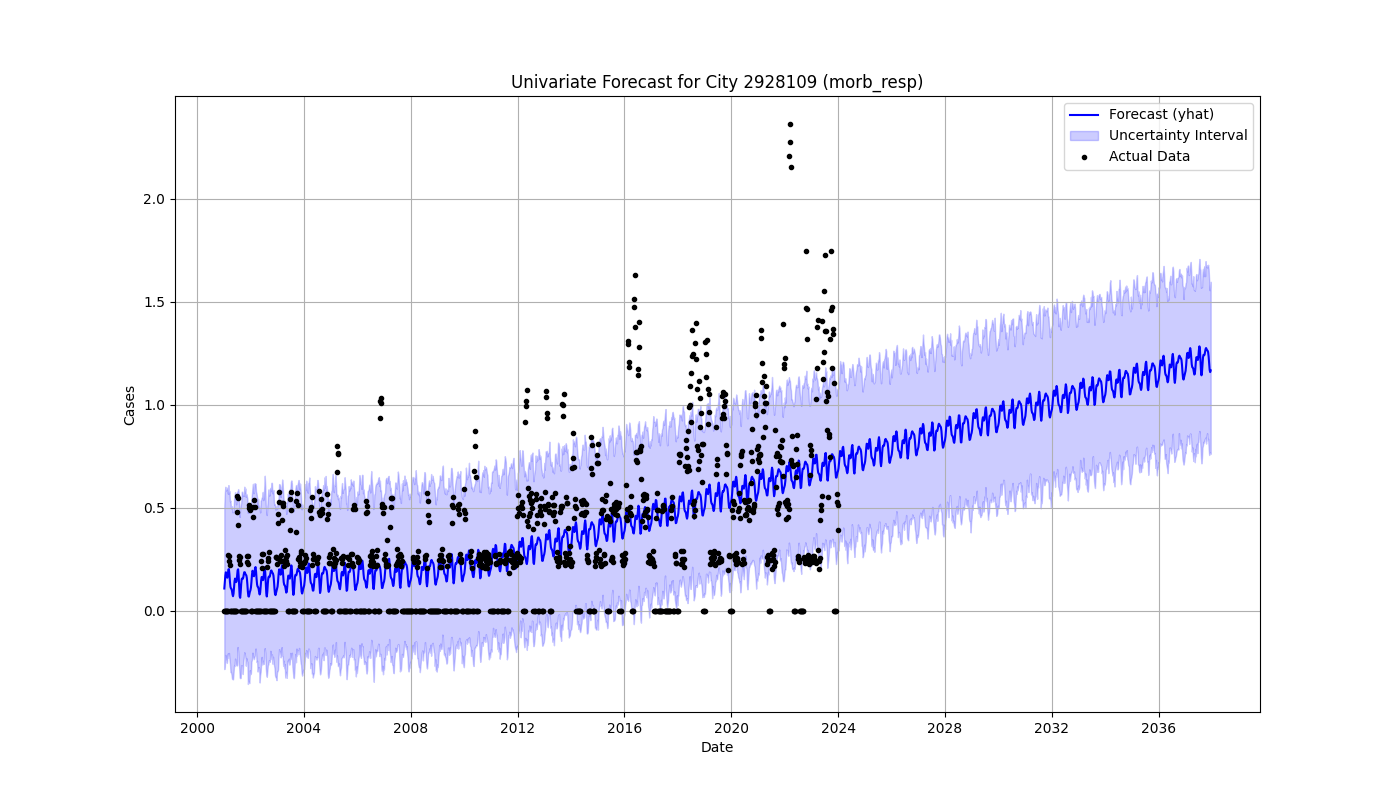 Univariate Forecast for City 2928109 (morb_resp)
Forecast (yhat)
Uncertainty Interval
Actual Data
Cases
2.0
1.5
1.0
0.5
0.0
2000 2004 2008 2012 2016 2020 2024 2028 2032 2036
Date